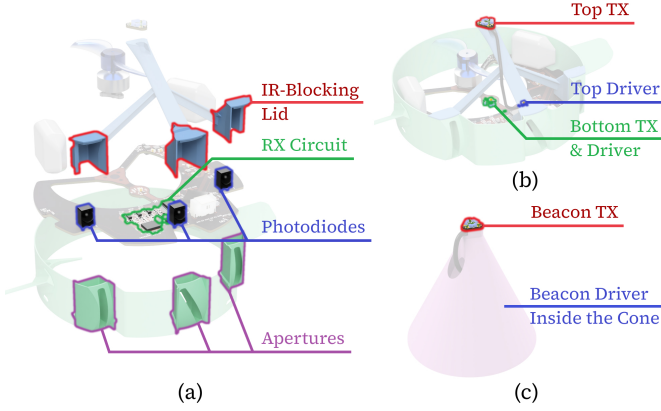 IR-Blocking
Lid
RX Circuit
Photodiodes
Apertures
(a)
Top TX
Top Driver
Bottom TX
& Driver
(b)
Beacon TX
Beacon Driver
Inside the Cone
(c)